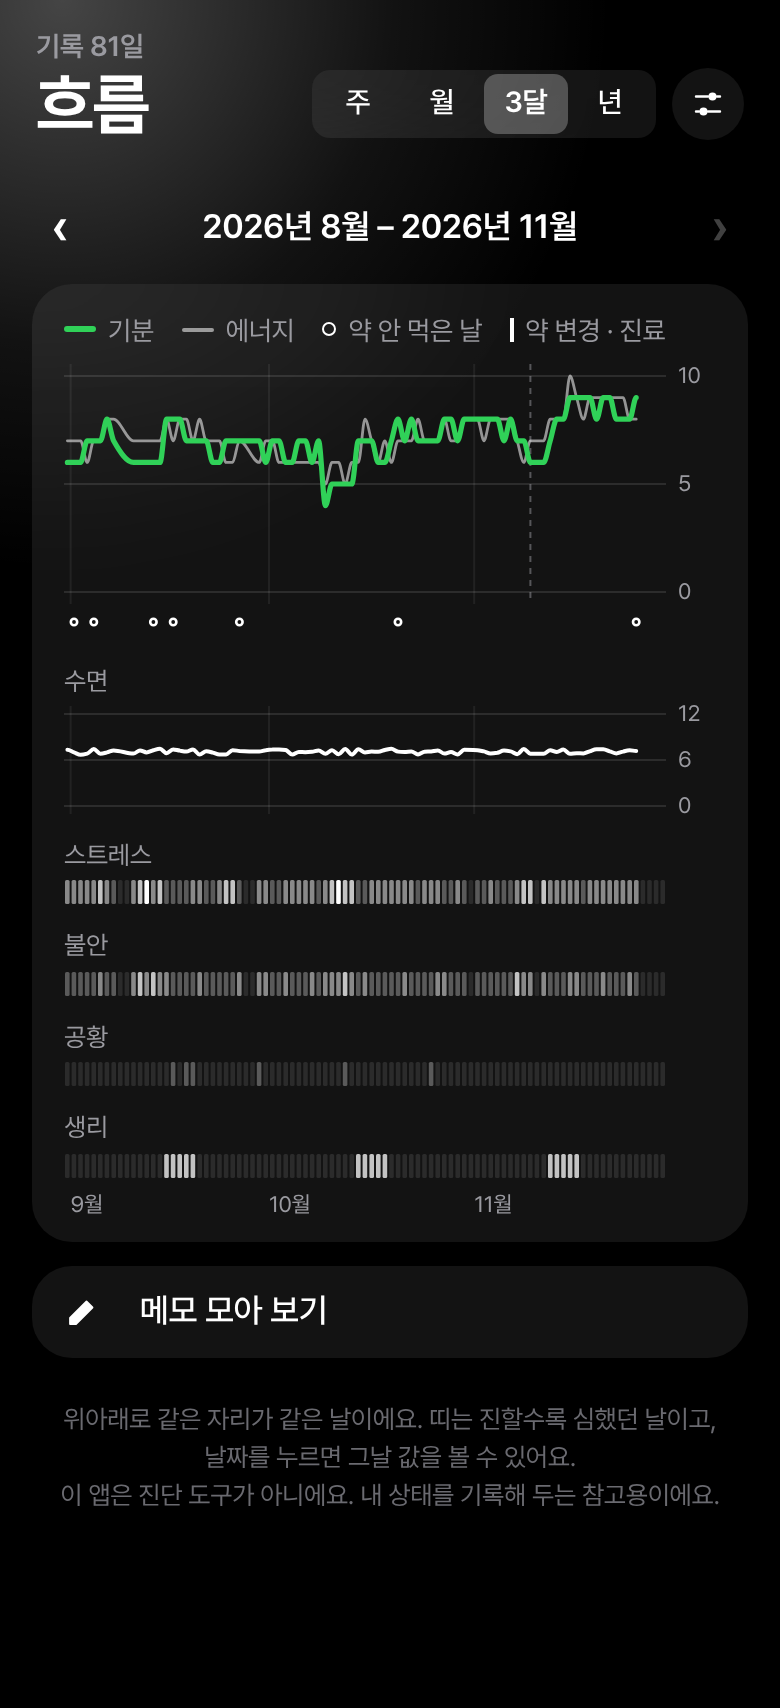 기록 81일
흐름
주 월 3달 년
‹ 2026년 8월 – 2026년 11월 ›
기분 에너지 약 안 먹은 날 약 변경 · 진료
10
5
0
수면
12
6
0
스트레스
불안
공황
생리
9월 10월 11월
메모 모아 보기
위아래로 같은 자리가 같은 날이에요. 띠는 진할수록 심했던 날이고,
날짜를 누르면 그날 값을 볼 수 있어요.
이 앱은 진단 도구가 아니에요. 내 상태를 기록해 두는 참고용이에요.